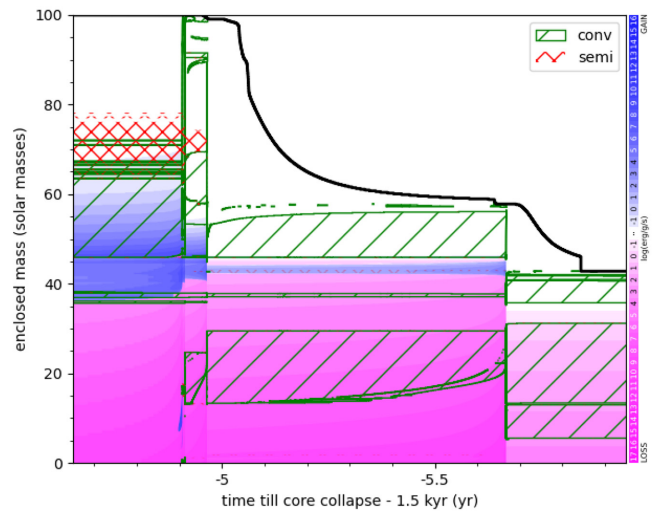 100
80
60
40
20
0
enclosed mass (solar masses)
-5
-5.5
time till core collapse - 1.5 kyr (yr)
conv
semi
GAIN
log(erg/g/s)
LOSS